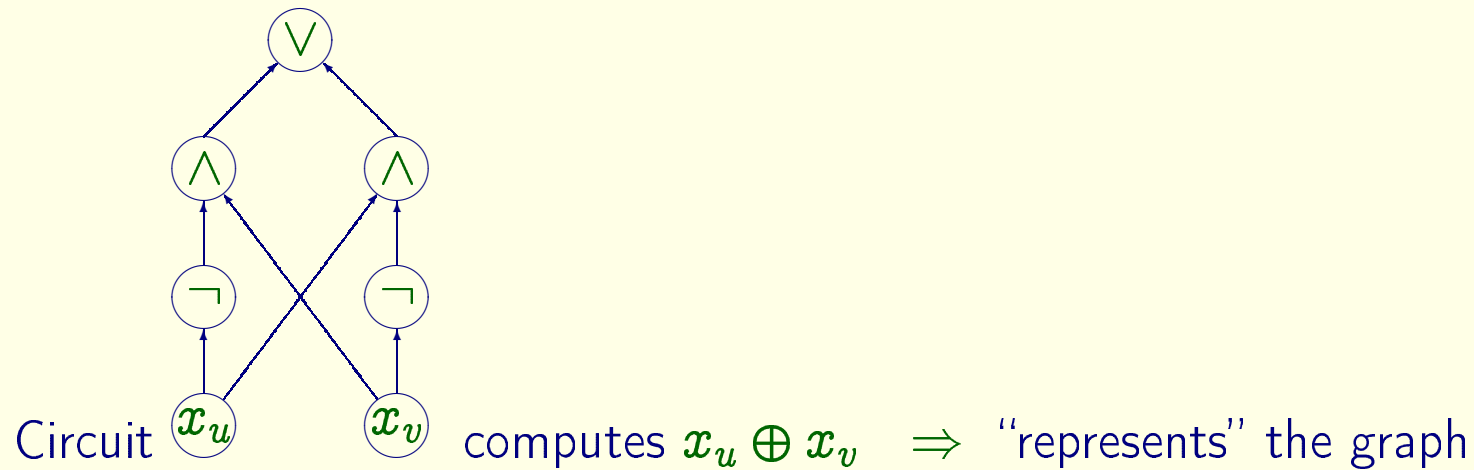 ∨
∧ ∧
¬ ¬
Circuit x_u x_v computes x_u ⊕ x_v ⇒ “represents” the graph